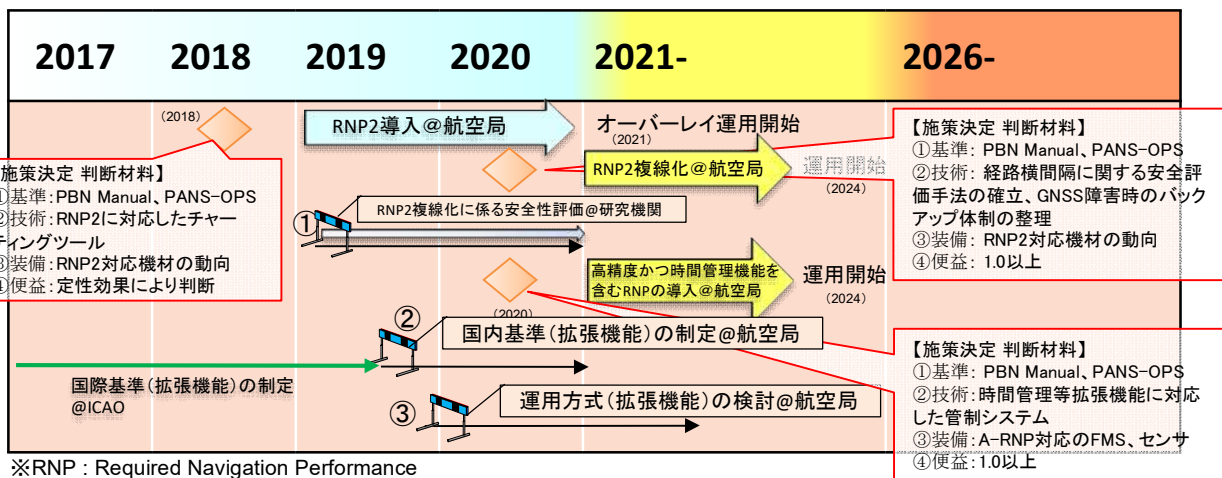 2017 2018 2019 2020 2021- 2026-
(2018)
RNP2導入@航空局
オーバーレイ運用開始
(2021)
RNP2複線化@航空局
運用開始
(2024)
施策決定 判断材料】
①基準: PBN Manual、PANS-OPS
②技術: RNP2に対応したチャー
ティングツール
③装備: RNP2対応機材の動向
④便益: 定性効果により判断
【施策決定 判断材料】
①基準: PBN Manual、PANS-OPS
②技術: 経路横間隔に関する安全評
価手法の確立、GNSS障害時のバック
アップ体制の整理
③装備: RNP2対応機材の動向
④便益: 1.0以上
①
RNP2複線化に係る安全性評価@研究機関
高精度かつ時間管理機能を
含むRNPの導入@航空局
運用開始
(2024)
(2020)
②
国内基準(拡張機能)の制定@航空局
国際基準(拡張機能)の制定
@ICAO
③
運用方式(拡張機能)の検討@航空局
【施策決定 判断材料】
①基準: PBN Manual、PANS-OPS
②技術: 時間管理等拡張機能に対応
した管制システム
③装備: A-RNP対応のFMS、センサ
④便益: 1.0以上
※RNP : Required Navigation Performance